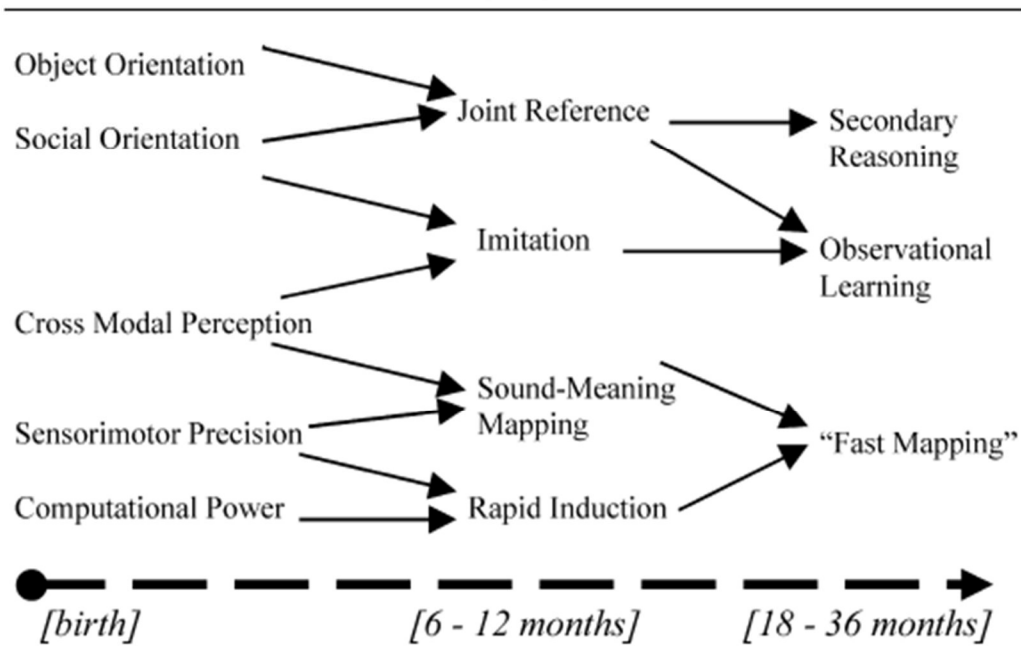 Object Orientation
Social Orientation
Cross Modal Perception
Sensorimotor Precision
Computational Power
Joint Reference
Imitation
Sound-Meaning
Mapping
Rapid Induction
Secondary
Reasoning
Observational
Learning
“Fast Mapping”
[birth]
[6 - 12 months]
[18 - 36 months]